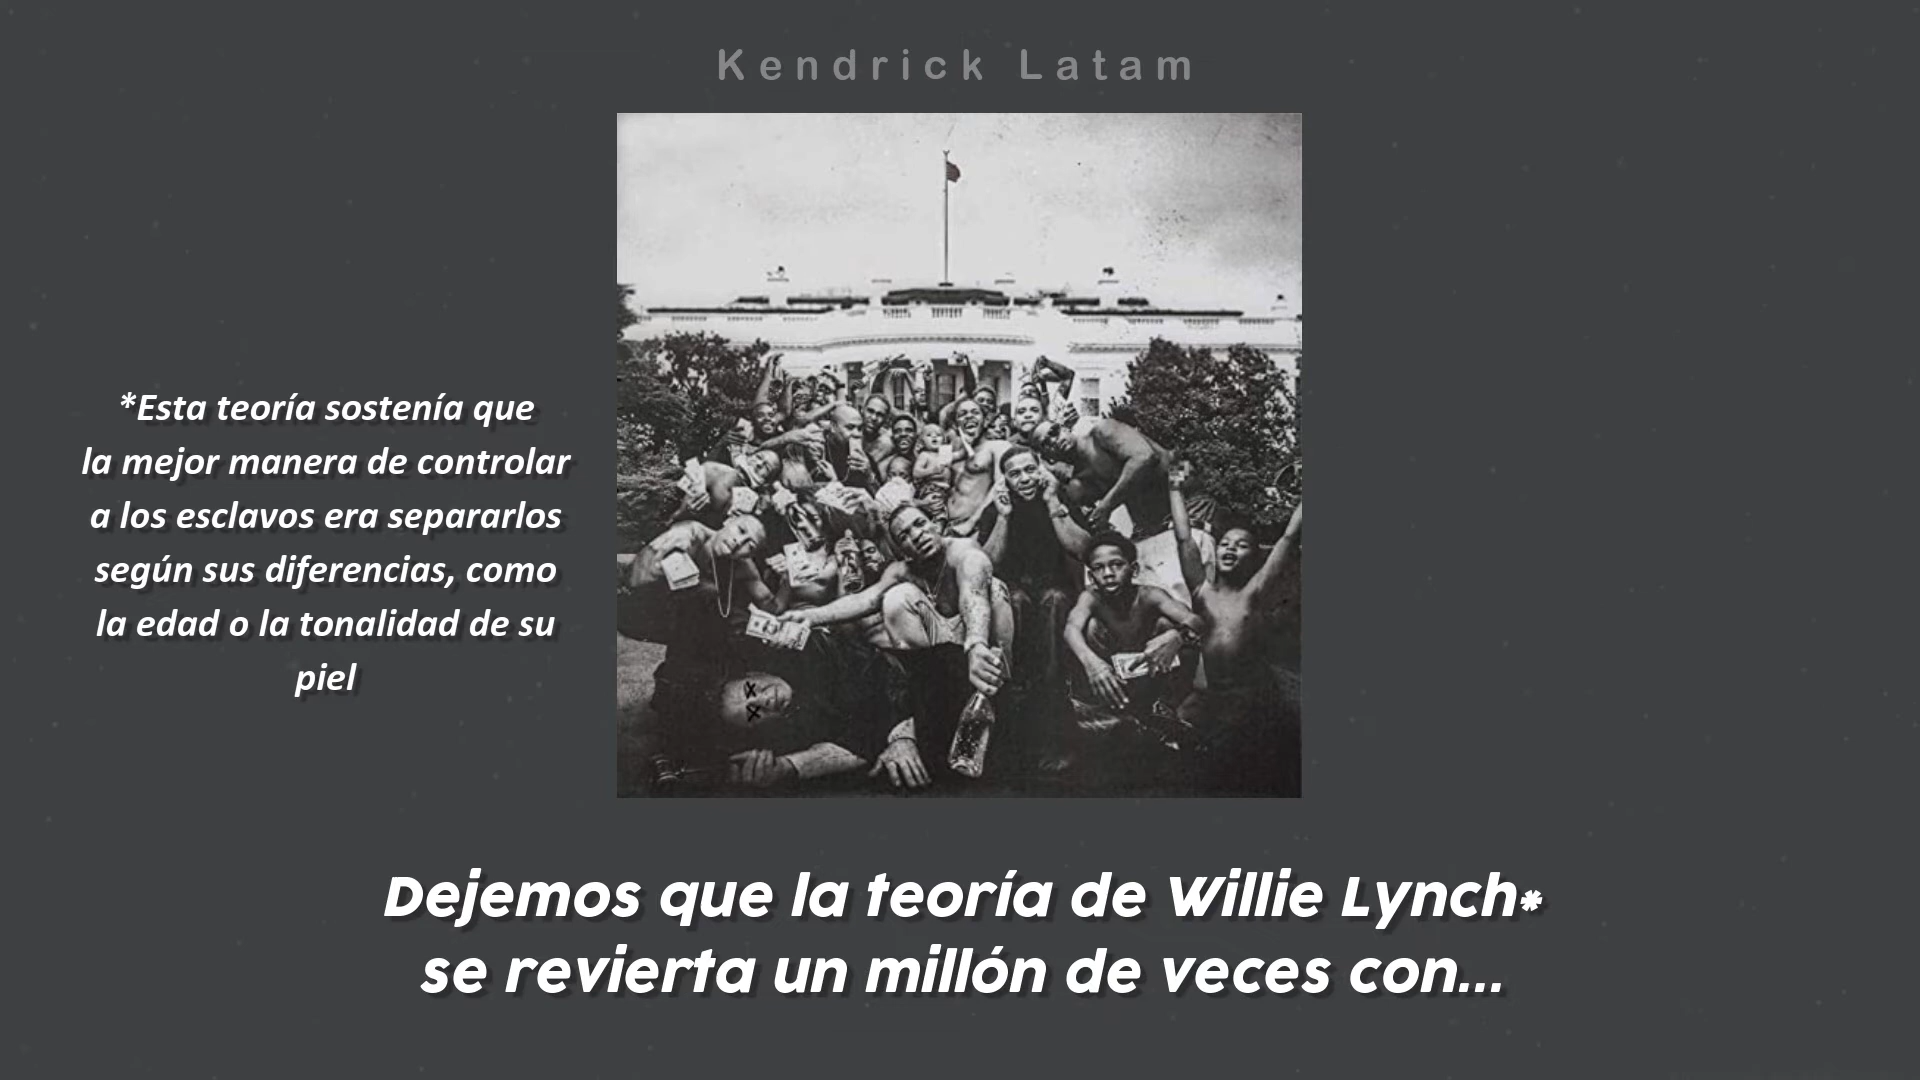 Kendrick Latam
*Esta teoría sostenía que
la mejor manera de controlar
a los esclavos era separarlos
según sus diferencias, como
la edad o la tonalidad de su
piel
Dejemos que la teoría de Willie Lynch*
se revierta un millón de veces con...